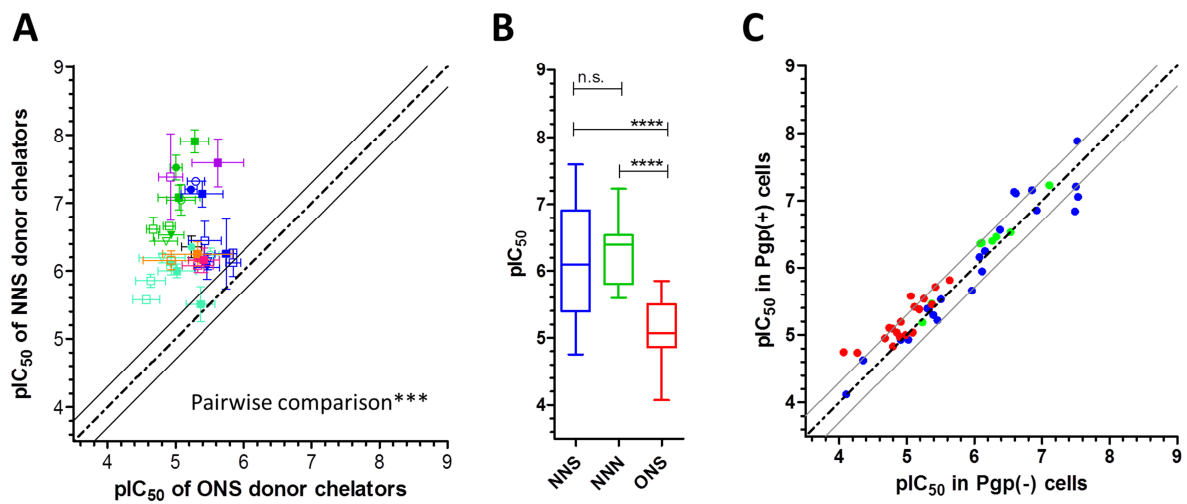 A
B
C
pIC50 of NNS donor chelators
9
8
7
6
5
4
4
5
6
7
8
9
Pairwise comparison***
pIC50 of ONS donor chelators
pIC50
9
8
7
6
5
4
n.s.
****
****
NNS
NNN
ONS
pIC50 in Pgp(+) cells
9
8
7
6
5
4
4
5
6
7
8
9
pIC50 in Pgp(-) cells